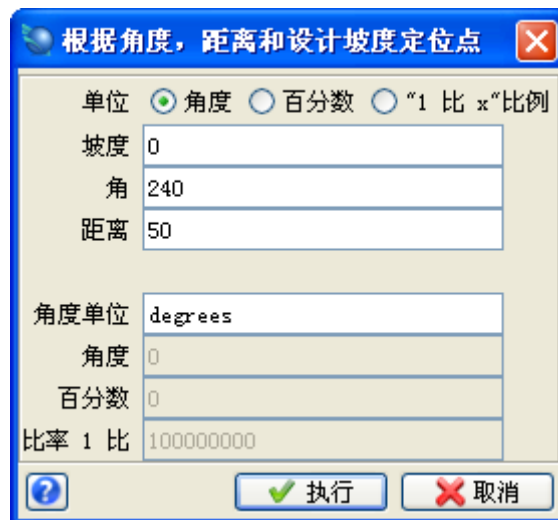 根据角度，距离和设计坡度定位点
单位 角度 百分数 “1 比 x“比例
坡度 0
角 240
距离 50
角度单位 degrees
角度 0
百分数 0
比率 1 比 100000000
? 执行 取消